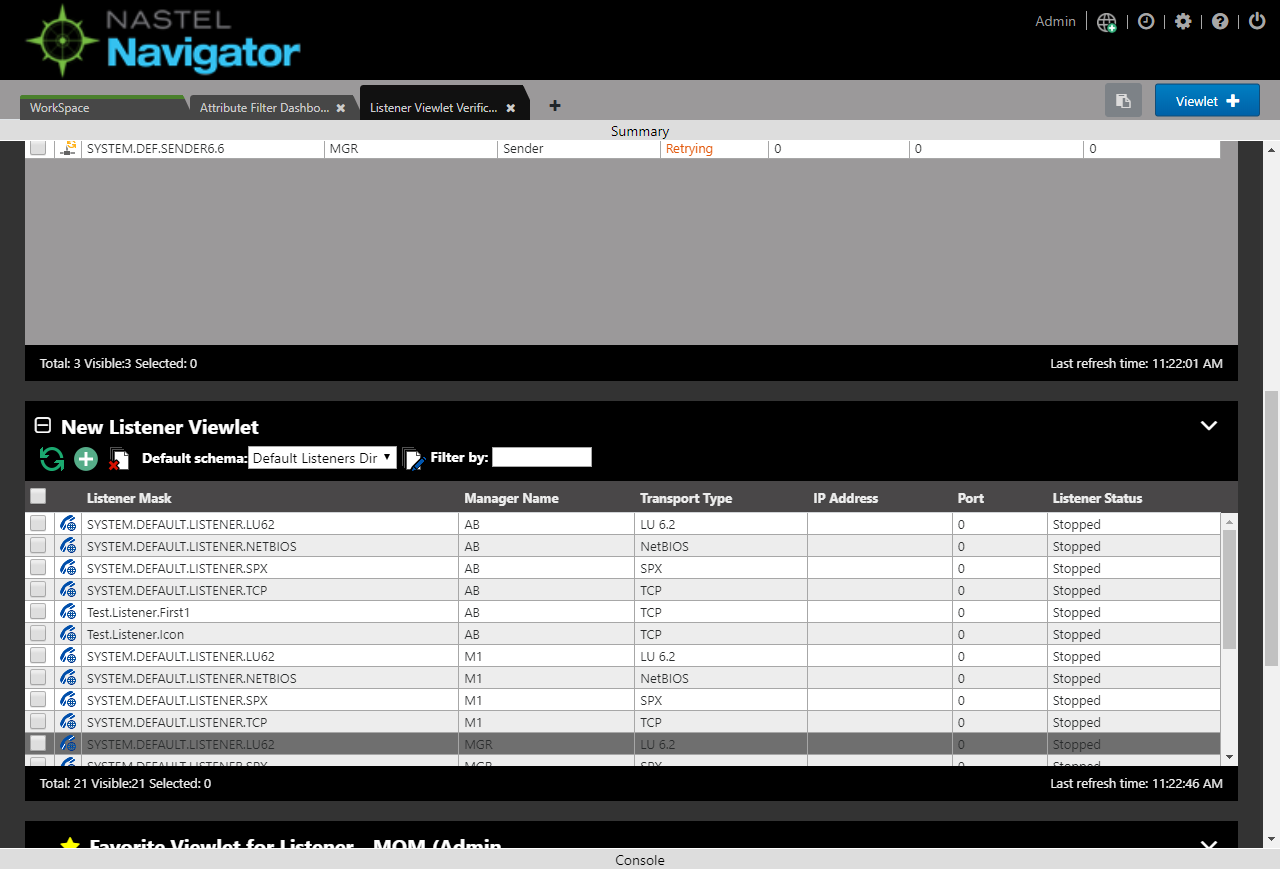 NASTEL
Navigator
Admin
WorkSpace
Attribute Filter Dashbo...
Listener Viewlet Verific...
Viewlet
Summary
SYSTEM.DEF.SENDER6.6 MGR Sender Retrying 0 0 0
Total: 3 Visible:3 Selected: 0 Last refresh time: 11:22:01 AM
New Listener Viewlet
Default schema: Default Listeners Dir Filter by:
Listener Mask Manager Name Transport Type IP Address Port Listener Status
SYSTEM.DEFAULT.LISTENER.LU62 AB LU 6.2 0 Stopped
SYSTEM.DEFAULT.LISTENER.NETBIOS AB NetBIOS 0 Stopped
SYSTEM.DEFAULT.LISTENER.SPX AB SPX 0 Stopped
SYSTEM.DEFAULT.LISTENER.TCP AB TCP 0 Stopped
Test.Listener.First1 AB TCP 0 Stopped
Test.Listener.Icon AB TCP 0 Stopped
SYSTEM.DEFAULT.LISTENER.LU62 M1 LU 6.2 0 Stopped
SYSTEM.DEFAULT.LISTENER.NETBIOS M1 NetBIOS 0 Stopped
SYSTEM.DEFAULT.LISTENER.SPX M1 SPX 0 Stopped
SYSTEM.DEFAULT.LISTENER.TCP M1 TCP 0 Stopped
SYSTEM.DEFAULT.LISTENER.LU62 MGR LU 6.2 0 Stopped
SYSTEM.DEFAULT.LISTENER.SPX MGR SPX 0 Stopped
Total: 21 Visible:21 Selected: 0 Last refresh time: 11:22:46 AM
Favorite Viewlet for Listener - MQM (Admin
Console